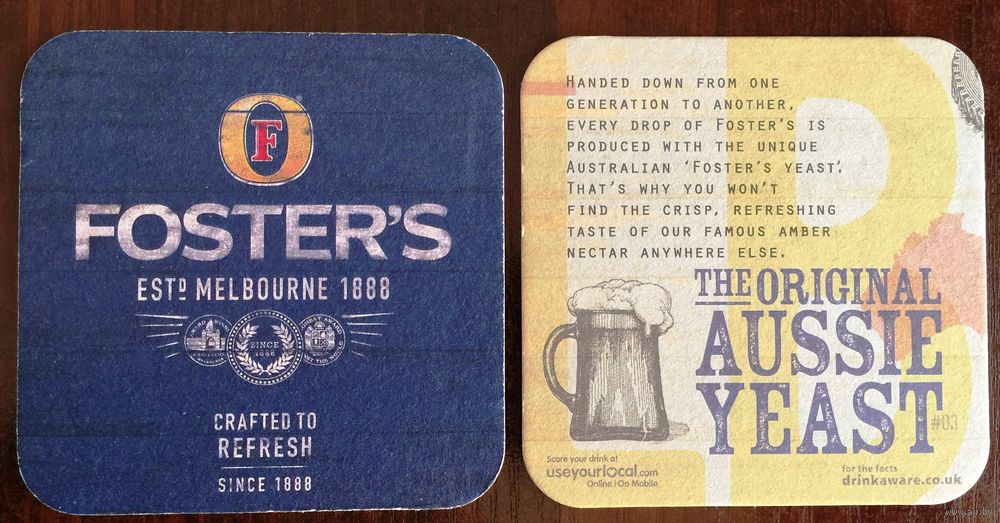 F
FOSTER'S
ESTD MELBOURNE 1888
SINCE
1888
CRAFTED TO
REFRESH
SINCE 1888
HANDED DOWN FROM ONE
GENERATION TO ANOTHER,
EVERY DROP OF FOSTER'S IS
PRODUCED WITH THE UNIQUE
AUSTRALIAN 'FOSTER'S YEAST'.
THAT'S WHY YOU WON'T
FIND THE CRISP, REFRESHING
TASTE OF OUR FAMOUS AMBER
NECTAR ANYWHERE ELSE.
THE ORIGINAL
AUSSIE
YEAST
#03
Score your drink at
useyourlocal.com
Online | On Mobile
for the facts
drinkaware.co.uk
www.ay.by